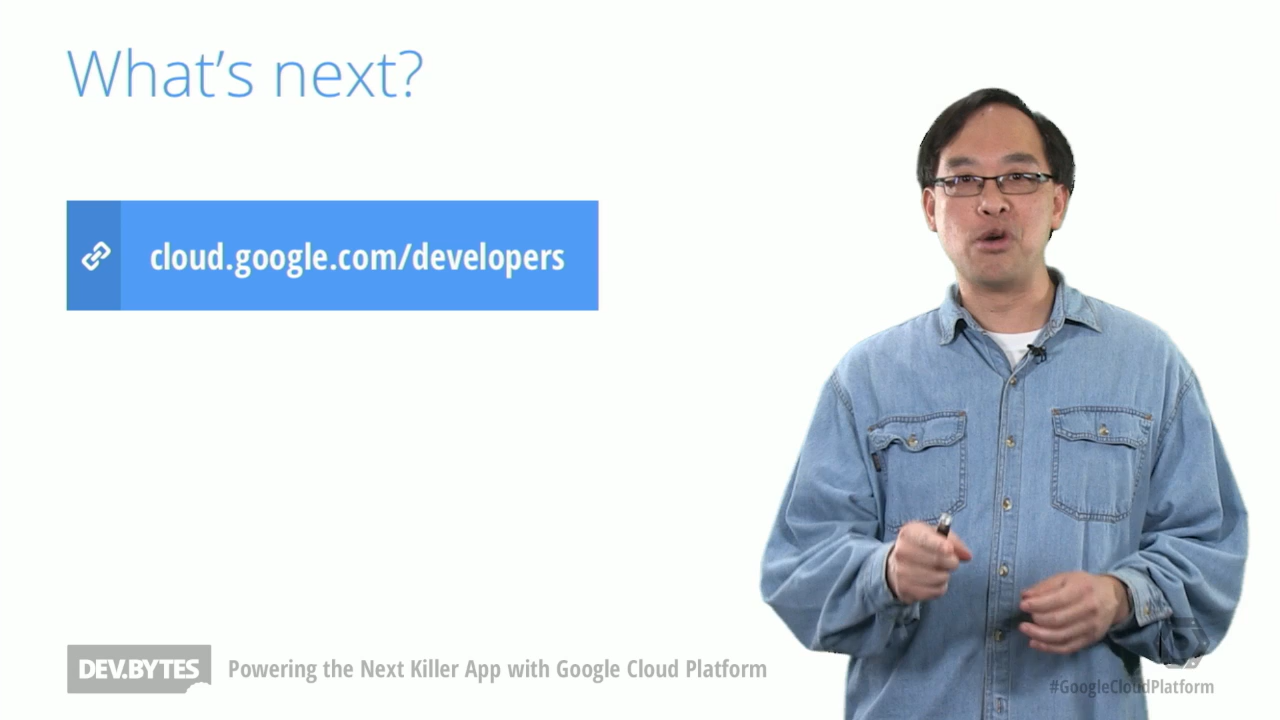 What's next?
cloud.google.com/developers
DEV.BYTES
Powering the Next Killer App with Google Cloud Platform
#GoogleCloudPlatform